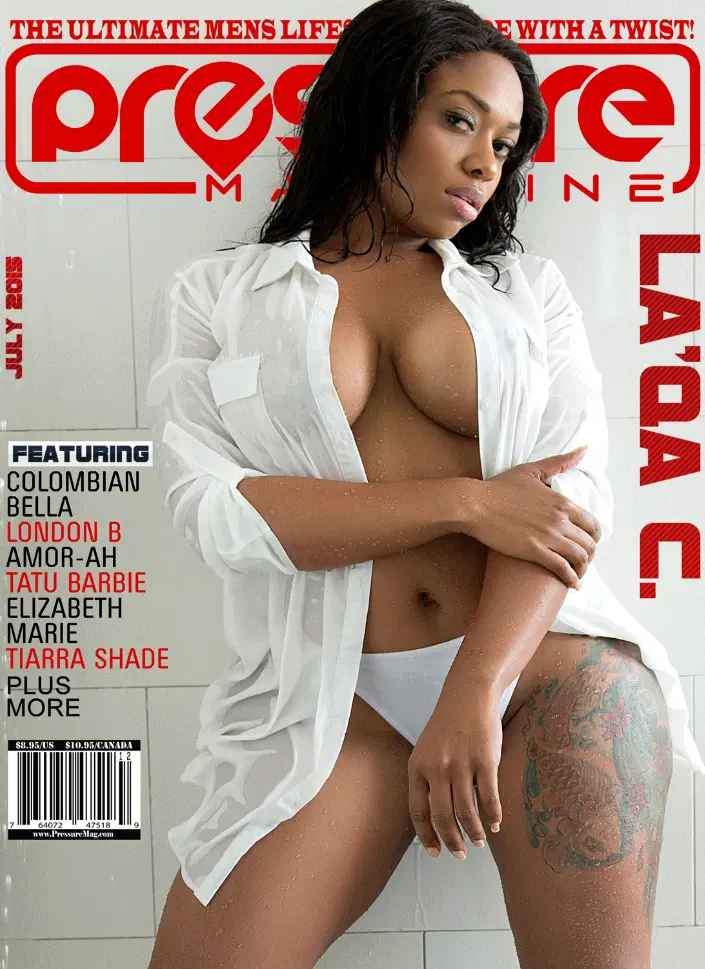 THE ULTIMATE MENS WITH A TWIST!
JULY 2015
LA'QA C.
FEATURING
COLOMBIAN
BELLA
LONDON B
AMOR-AH
TATU BARBIE
ELIZABETH
MARIE
TIARRA SHADE
PLUS
MORE
$8.95/US $10.95/CANADA
12
7 64072 47518 9
www.PressureMag.com